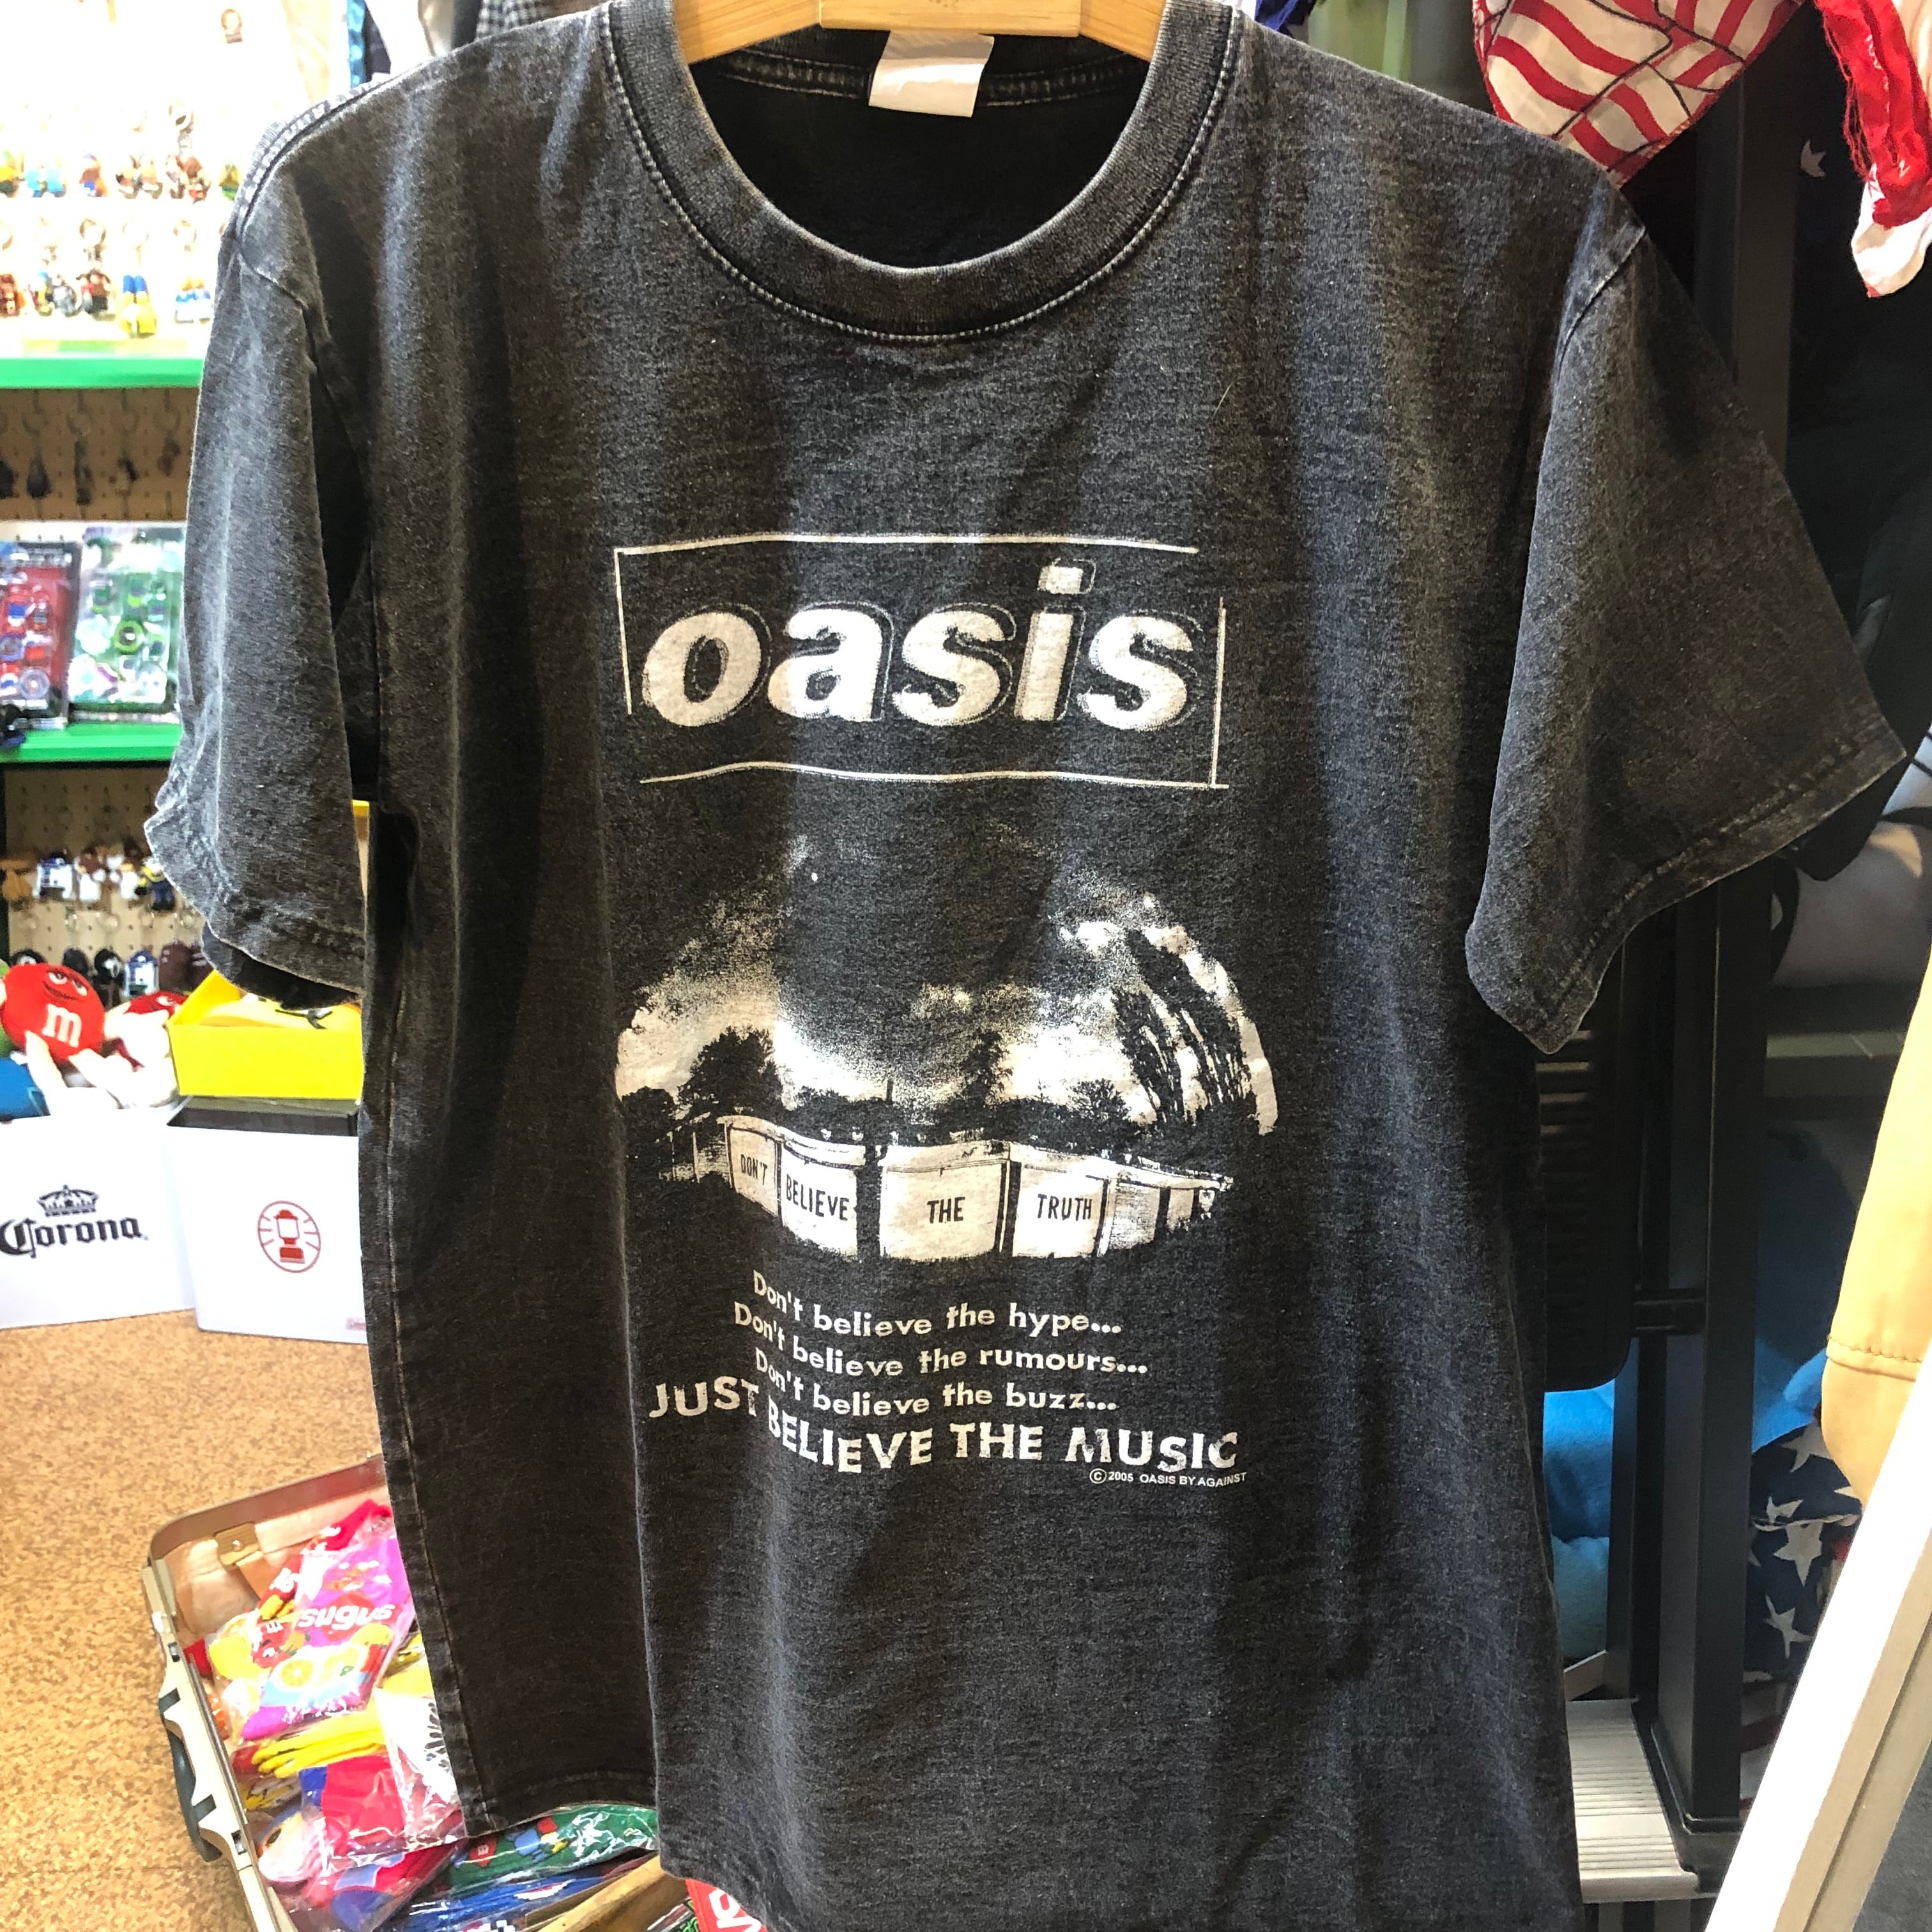 oasis
DON'T BELIEVE THE TRUTH
Don't believe the hype...
Don't believe the rumours...
Don't believe the buzz...
JUST BELIEVE THE MUSIC
©2005 OASIS BY AGAINST
m
Corona
sugus